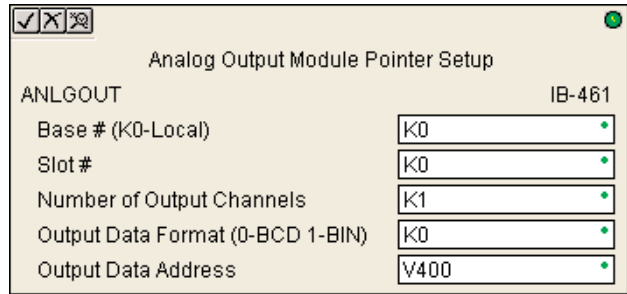 Analog Output Module Pointer Setup
ANLGOUT IB-461
Base # (K0-Local) K0
Slot # K0
Number of Output Channels K1
Output Data Format (0-BCD 1-BIN) K0
Output Data Address V400